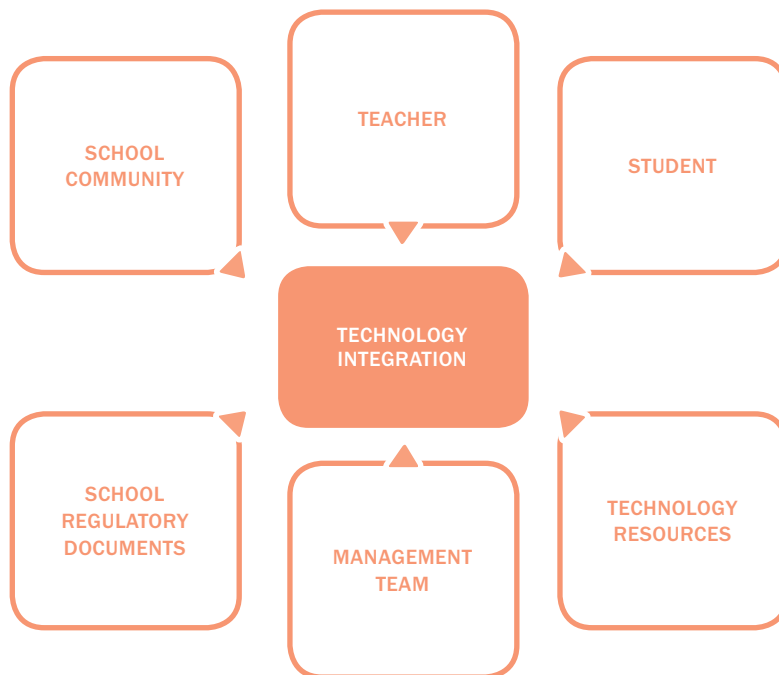 TEACHER
SCHOOL
COMMUNITY
STUDENT
TECHNOLOGY
INTEGRATION
SCHOOL
REGULATORY
DOCUMENTS
MANAGEMENT
TEAM
TECHNOLOGY
RESOURCES